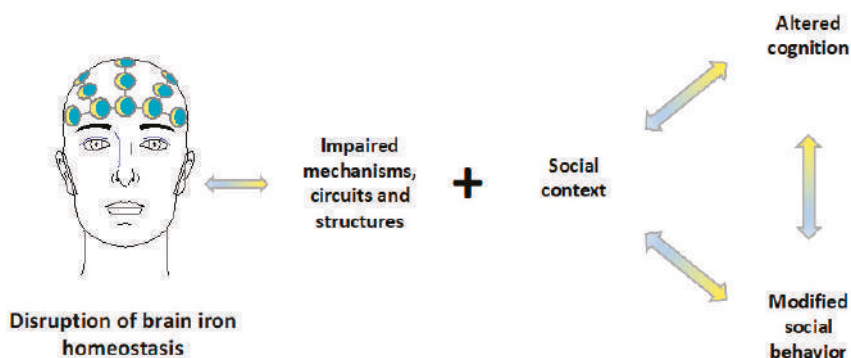 Disruption of brain iron
homeostasis
Impaired
mechanisms,
circuits and
structures
+
Social
context
Altered
cognition
Modified
social
behavior